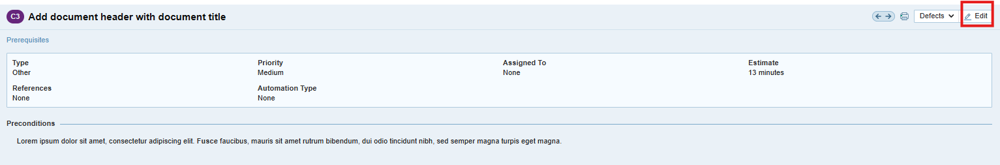 C3 Add document header with document title
Defects
Edit
Prerequisites
Type Priority Assigned To Estimate
Other Medium None 13 minutes
References Automation Type
None None
Preconditions
Lorem ipsum dolor sit amet, consectetur adipiscing elit. Fusce faucibus, mauris sit amet rutrum bibendum, dui odio tincidunt nibh, sed semper magna turpis eget magna.